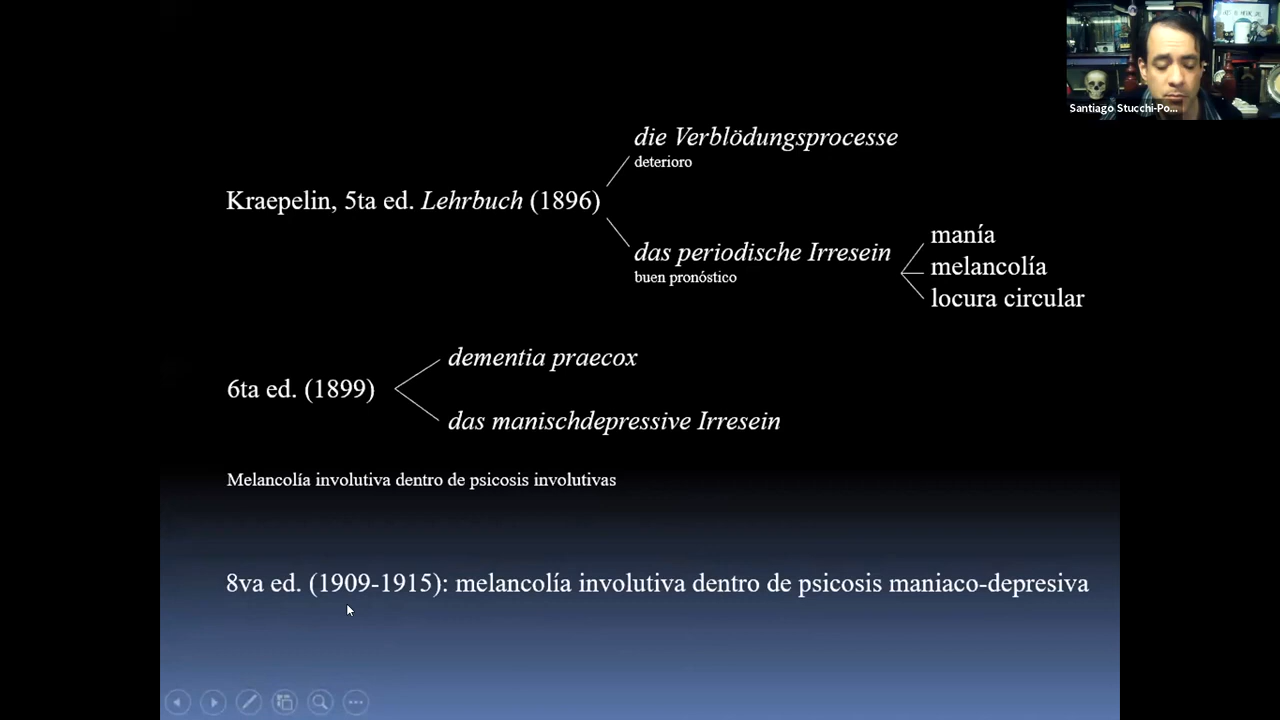 Santiago Stucchi-Po...
die Verblödungsprocesse
deterioro
Kraepelin, 5ta ed. Lehrbuch (1896)
das periodische Irresein
buen pronóstico
manía
melancolía
locura circular
dementia praecox
6ta ed. (1899)
das manischdepressive Irresein
Melancolía involutiva dentro de psicosis involutivas
8va ed. (1909-1915): melancolía involutiva dentro de psicosis maniaco-depresiva